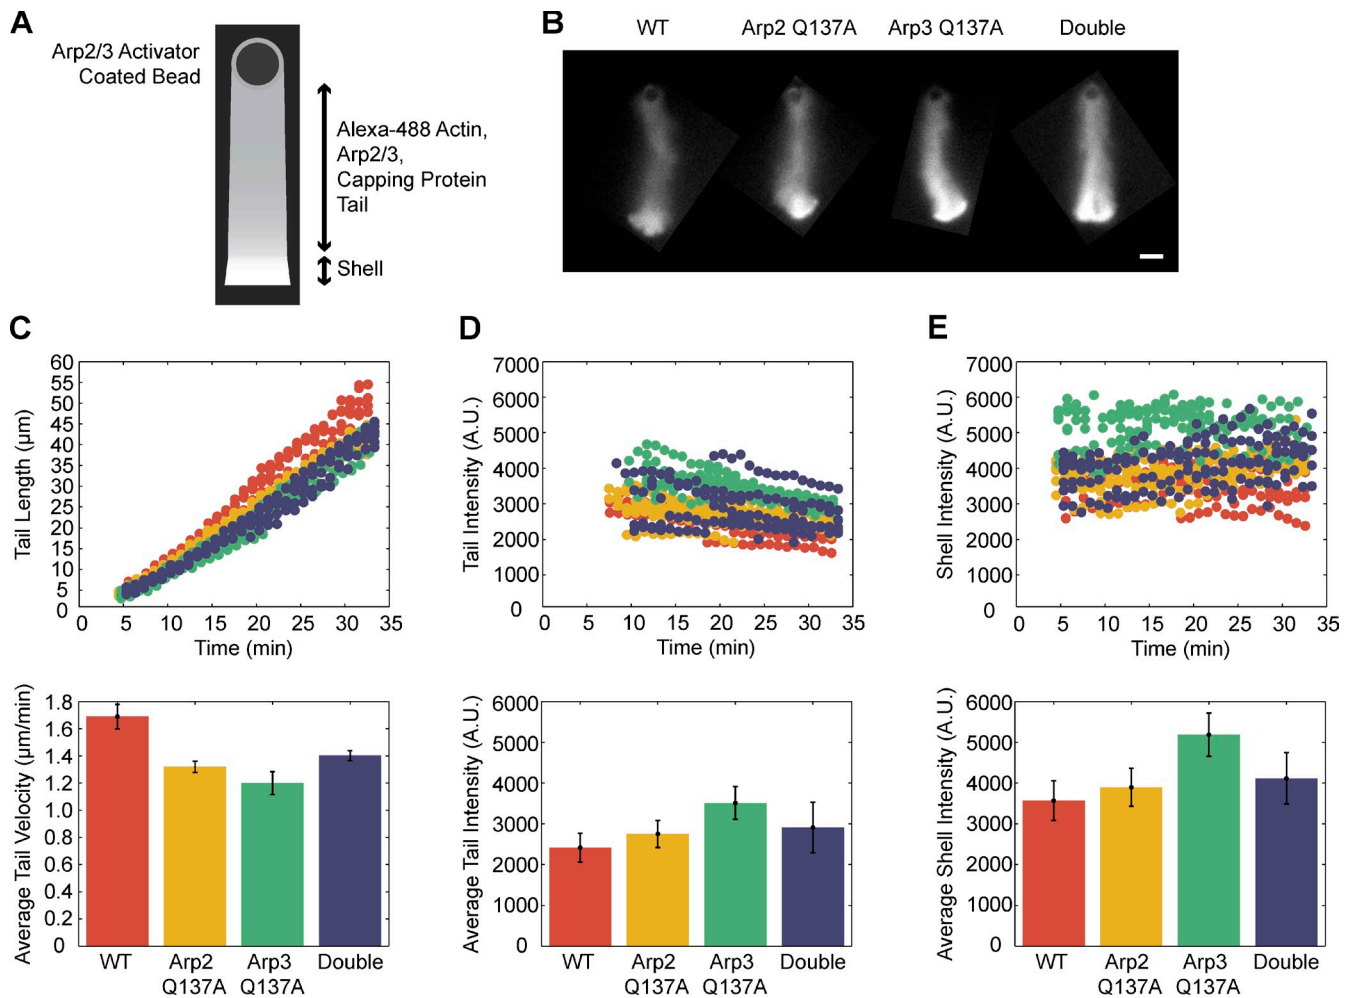 A
Arp2/3 Activator
Coated Bead
Alexa-488 Actin,
Arp2/3,
Capping Protein
Tail
Shell
B
WT
Arp2 Q137A
Arp3 Q137A
Double
C
Tail Length (µm)
60
55
50
45
40
35
30
25
20
15
10
5
0
0 5 10 15 20 25 30 35
Time (min)
D
Tail Intensity (A.U.)
7000
6000
5000
4000
3000
2000
1000
0
0 5 10 15 20 25 30 35
Time (min)
E
Shell Intensity (A.U.)
7000
6000
5000
4000
3000
2000
1000
0
0 5 10 15 20 25 30 35
Time (min)
Average Tail Velocity (µm/min)
1.8
1.6
1.4
1.2
1.0
0.8
0.6
0.4
0.2
0
WT
Arp2
Q137A
Arp3
Q137A
Double
Average Tail Intensity (A.U.)
6000
5000
4000
3000
2000
1000
0
WT
Arp2
Q137A
Arp3
Q137A
Double
Average Shell Intensity (A.U.)
6000
5000
4000
3000
2000
1000
0
WT
Arp2
Q137A
Arp3
Q137A
Double